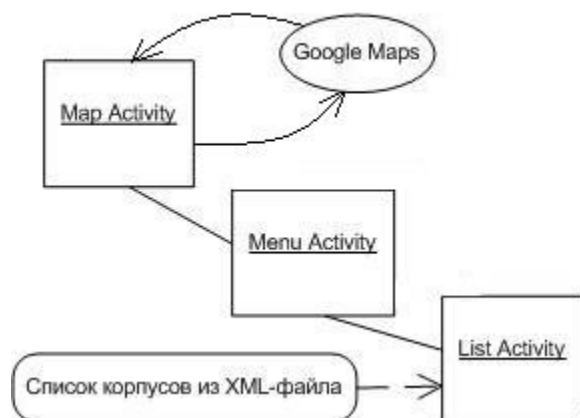 Google Maps
Map Activity
Menu Activity
List Activity
Список корпусов из XML-файла